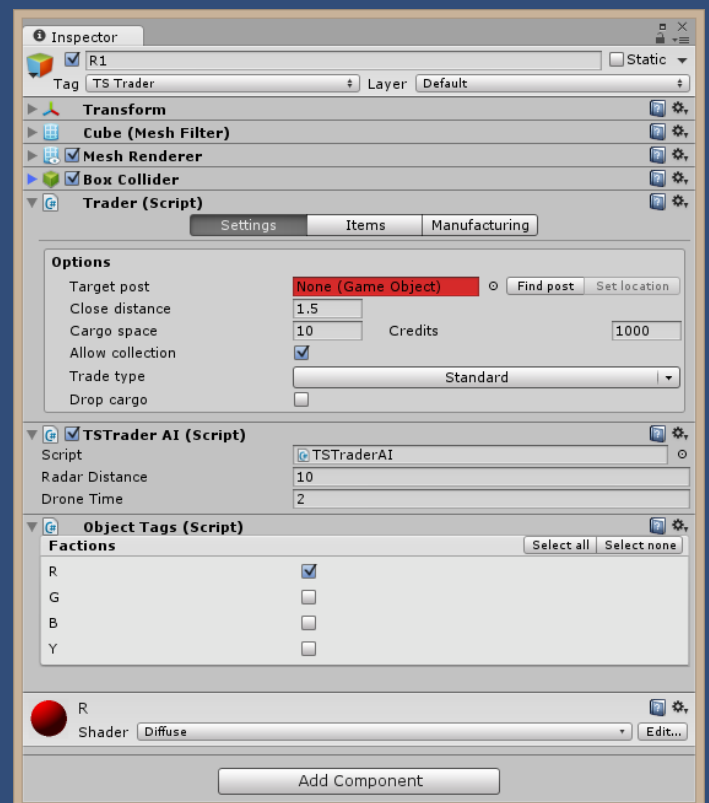 Inspector
R1 Static
Tag TS Trader Layer Default
Transform
Cube (Mesh Filter)
Mesh Renderer
Box Collider
Trader (Script)
Settings Items Manufacturing
Options
Target post None (Game Object) Find post Set location
Close distance 1.5
Cargo space 10 Credits 1000
Allow collection
Trade type Standard
Drop cargo
TSTrader AI (Script)
Script TSTraderAI
Radar Distance 10
Drone Time 2
Object Tags (Script)
Factions Select all Select none
R
G
B
Y
R
Shader Diffuse Edit...
Add Component